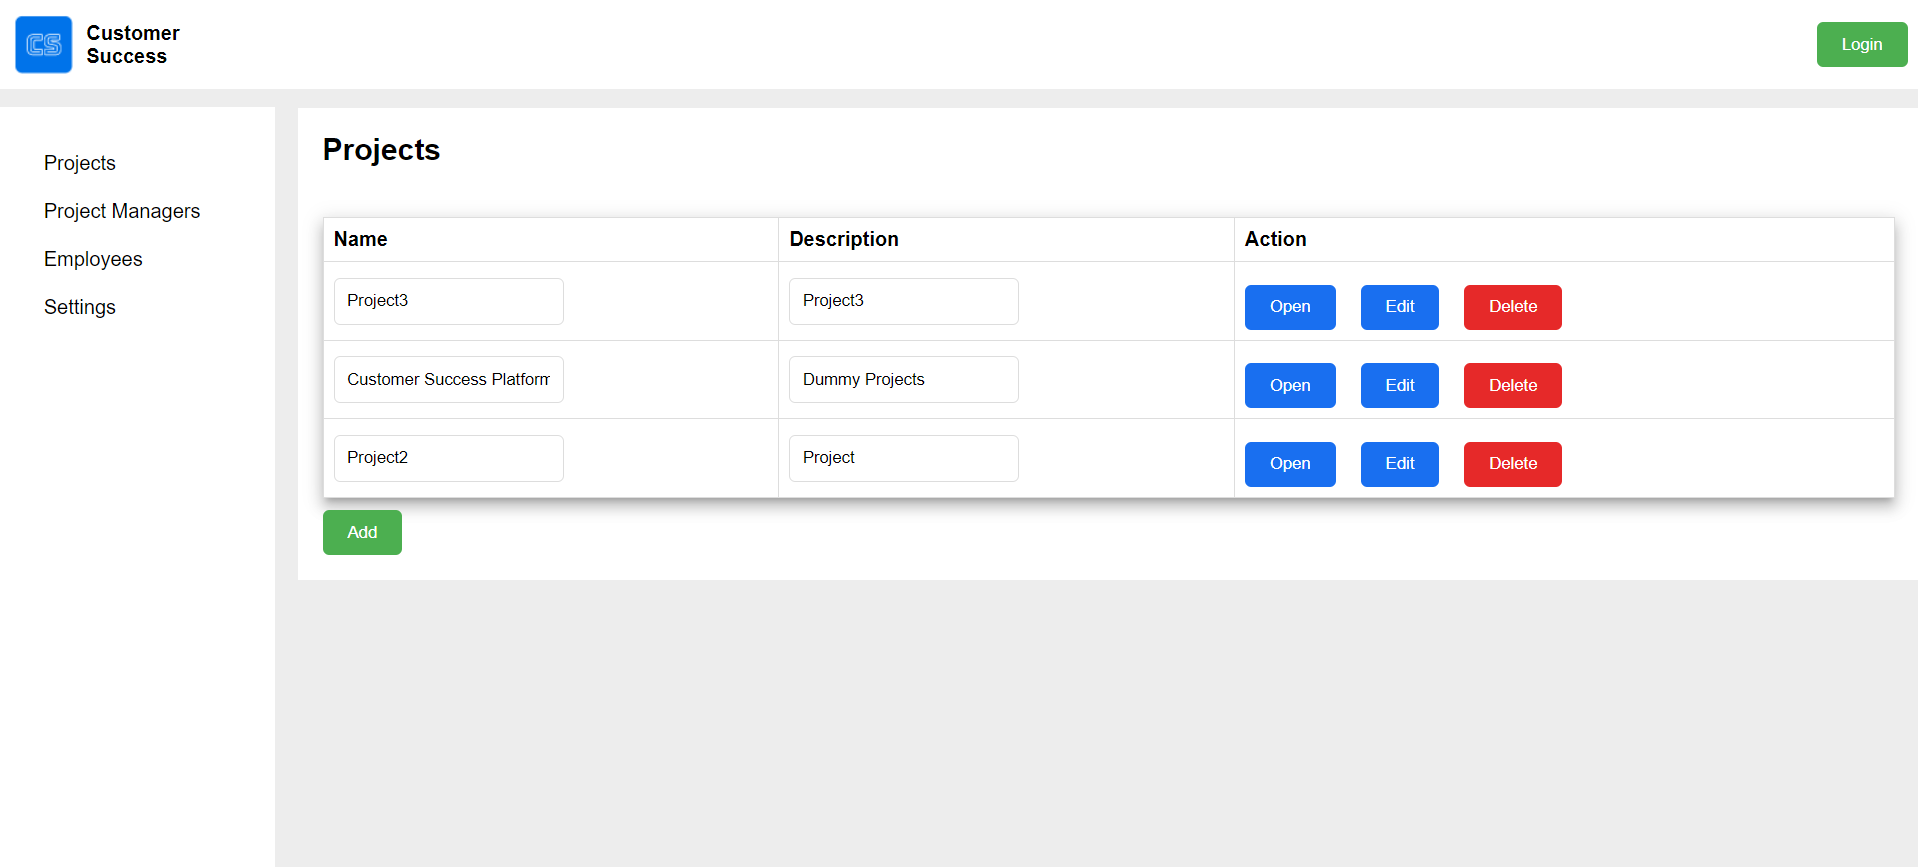 CS
Customer
Success
Login
Projects
Project Managers
Employees
Settings
Projects
Name Description Action
Project3 Project3 Open Edit Delete
Customer Success Platform Dummy Projects Open Edit Delete
Project2 Project Open Edit Delete
Add